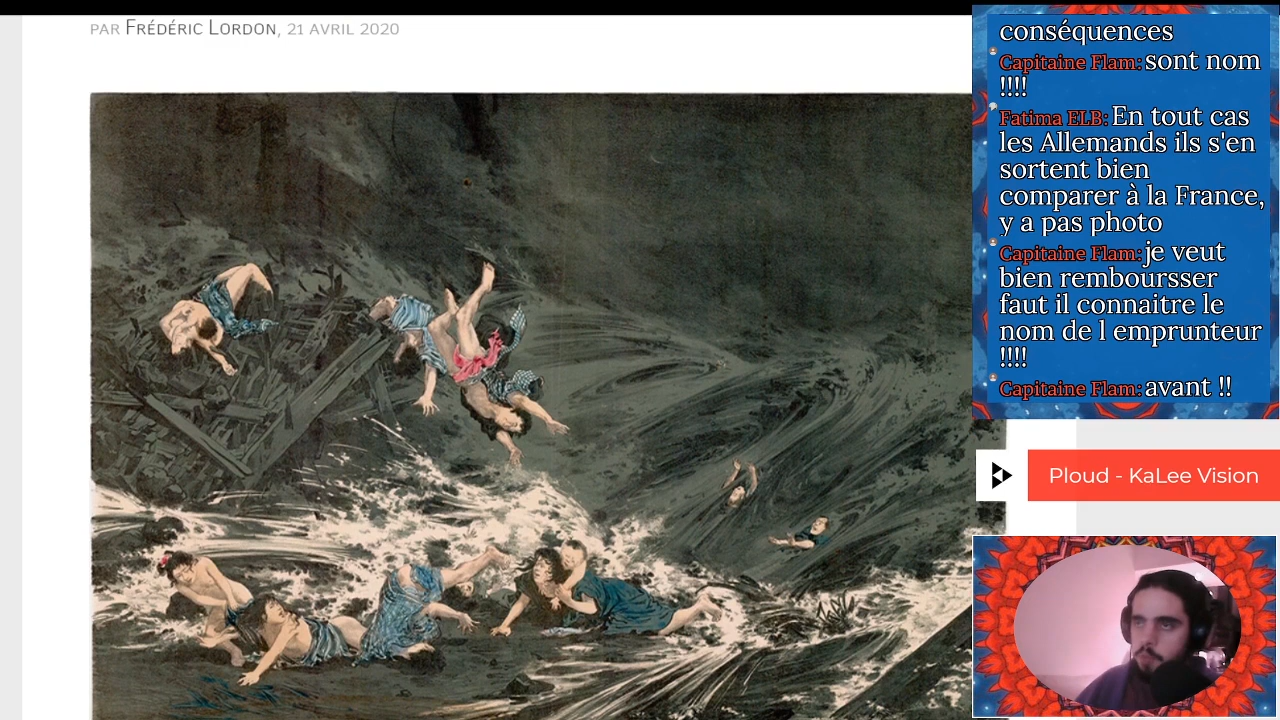 PAR FRÉDÉRIC LORDON, 21 AVRIL 2020
conséquences
Capitaine Flam: sont nom
!!!!
Fatima ELB: En tout cas
les Allemands ils s'en
sortent bien
comparer à la France,
y a pas photo
Capitaine Flam: je veut
bien remboursser
faut il connaitre le
nom de l emprunteur
!!!!
Capitaine Flam: avant !!
Ploud - KaLee Vision